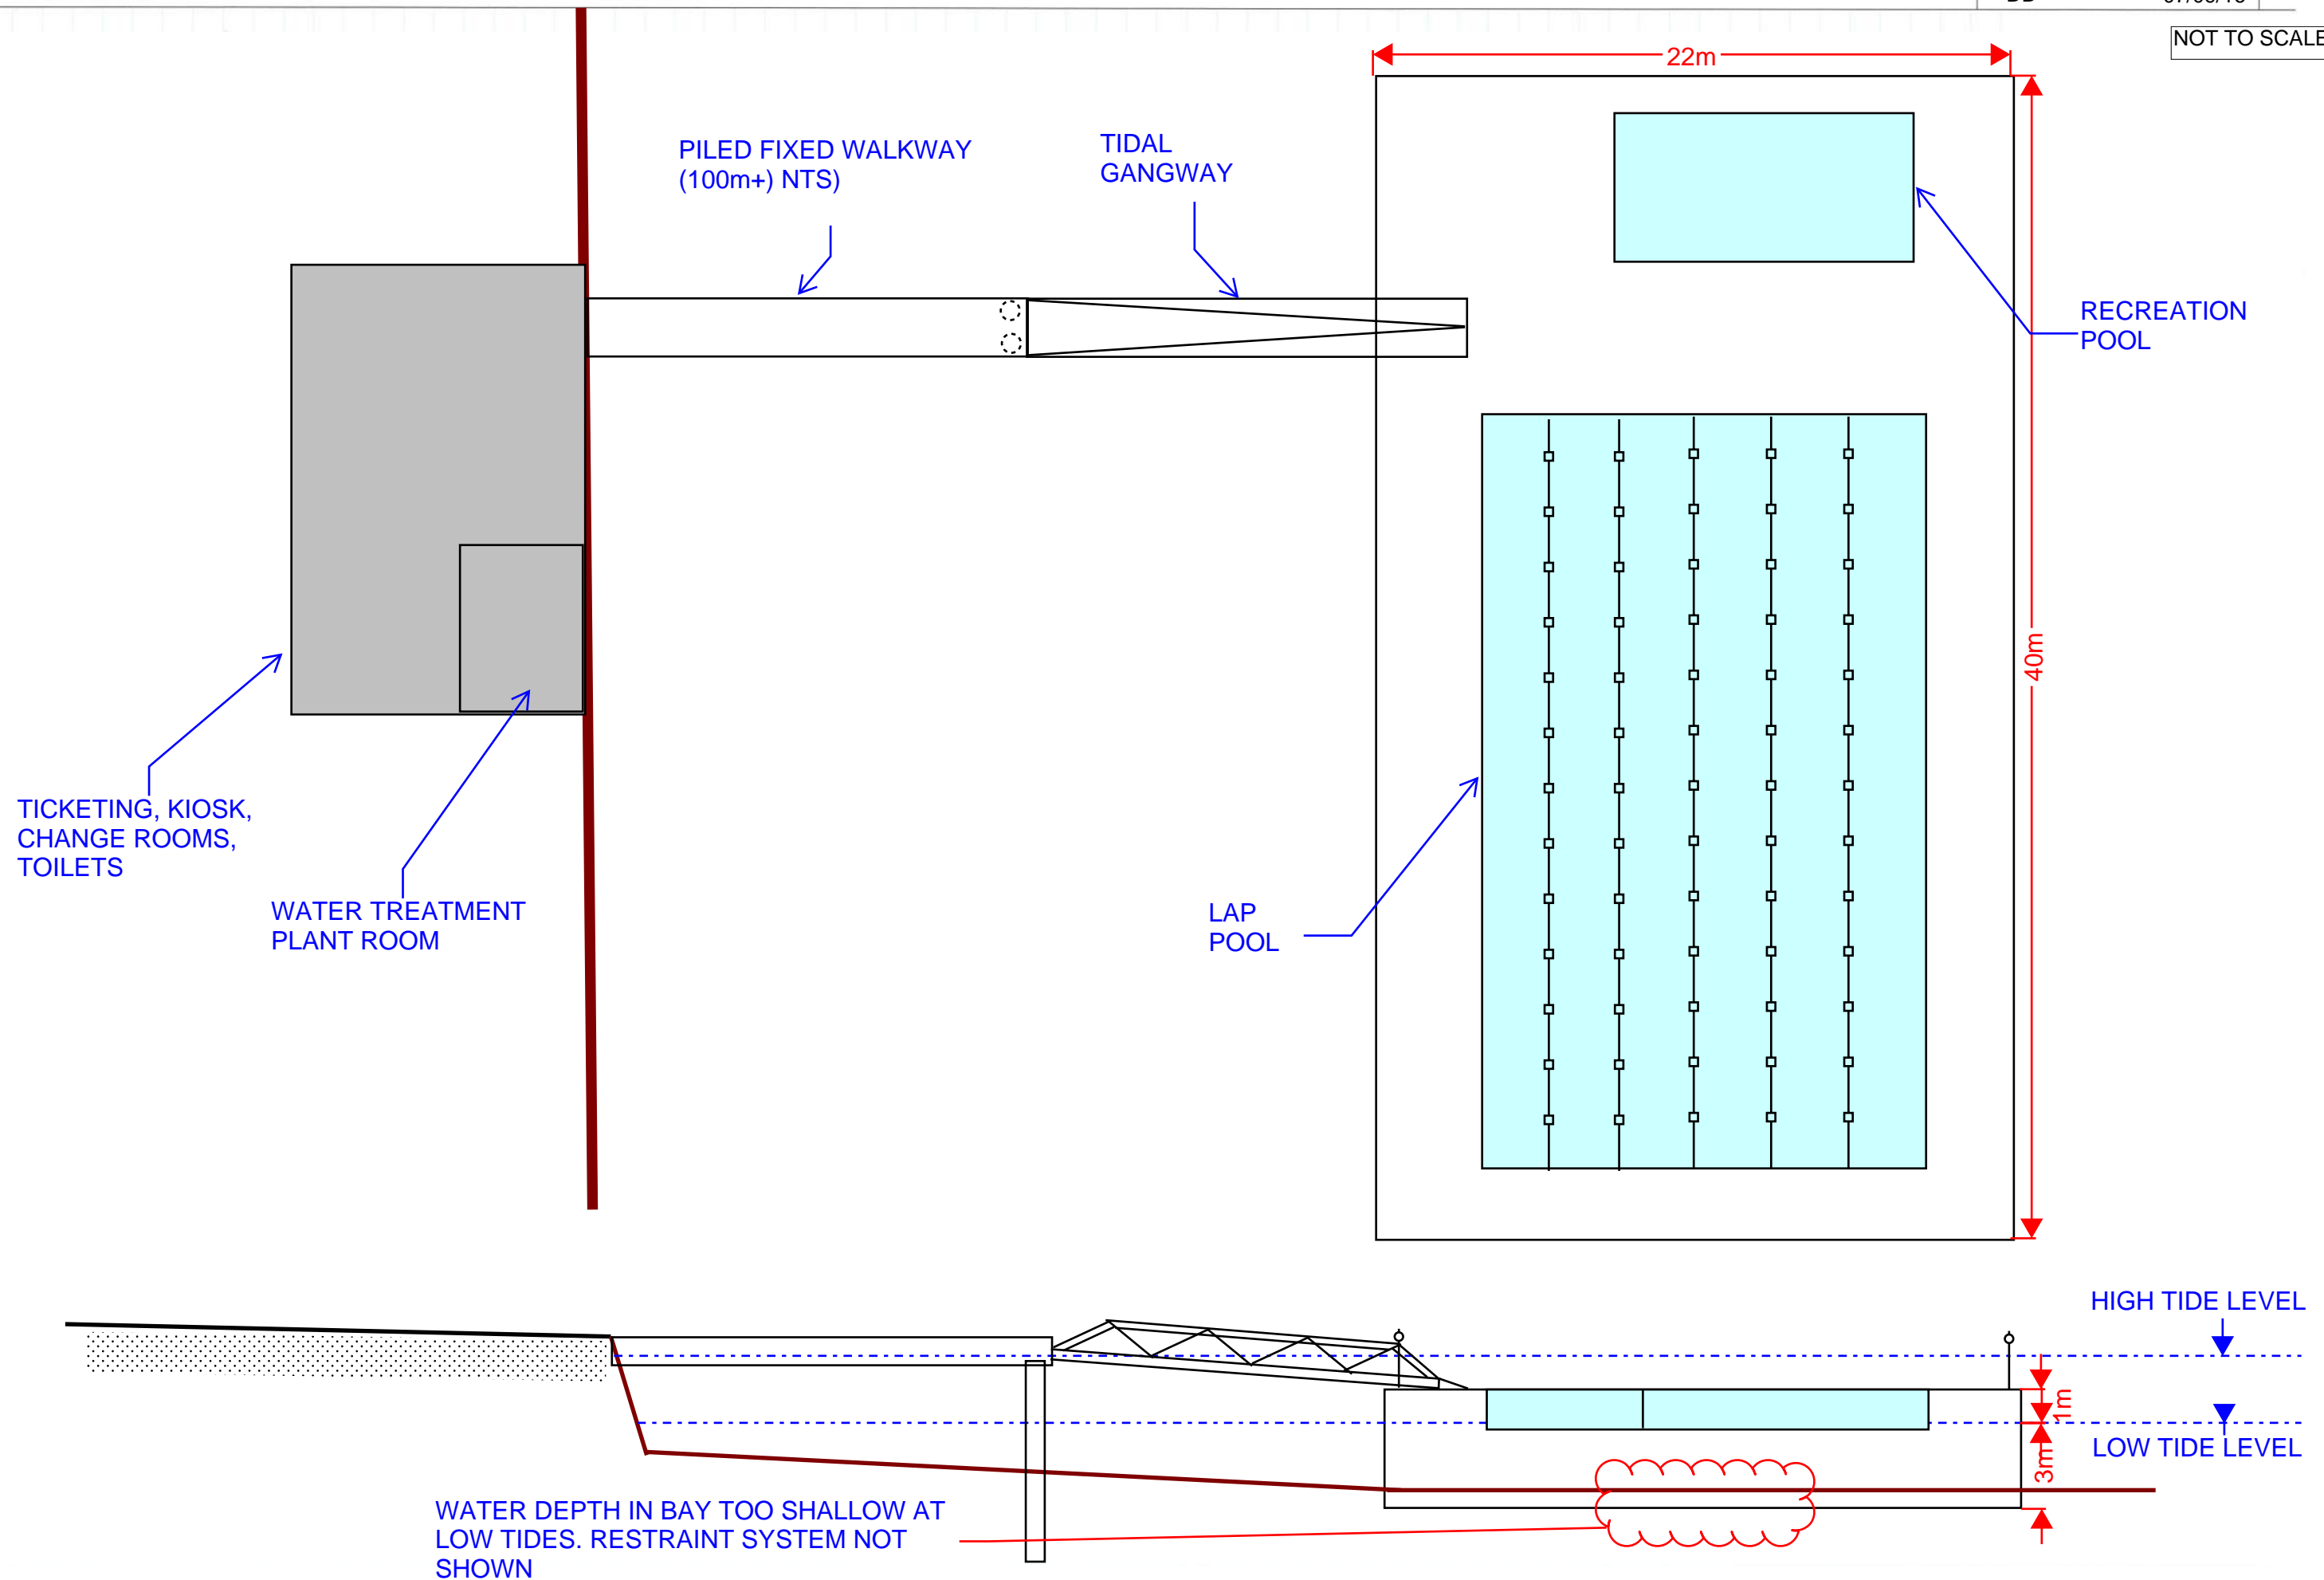 NOT TO SCALE
22m
PILED FIXED WALKWAY
(100m+) NTS)
TIDAL
GANGWAY
RECREATION
POOL
40m
TICKETING, KIOSK,
CHANGE ROOMS,
TOILETS
WATER TREATMENT
PLANT ROOM
LAP
POOL
HIGH TIDE LEVEL
1m
LOW TIDE LEVEL
3m
WATER DEPTH IN BAY TOO SHALLOW AT
LOW TIDES. RESTRAINT SYSTEM NOT
SHOWN